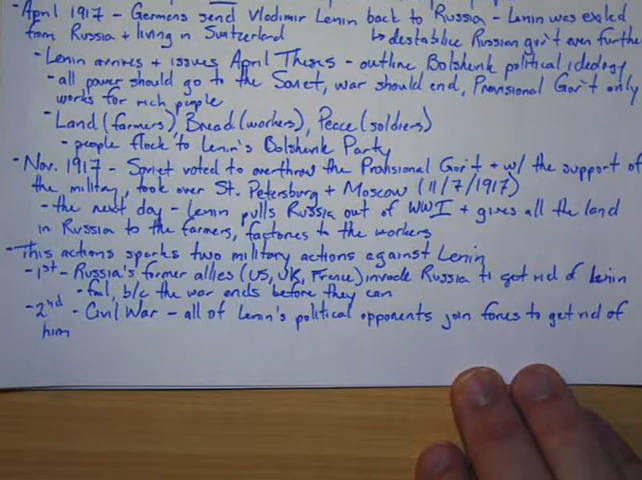 - April 1917 - Germans send Vladimir Lenin back to Russia - Lenin was exiled
from Russia + living in Switzerland ↳ destabilize Russian gov't even further
- Lenin arrives + issues April Theses - outline Bolshevik political ideology
- all power should go to the Soviet, war should end, Provisional Gov't only
works for rich people
- Land (farmers), Bread (workers), Peace (soldiers)
- people flock to Lenin's Bolshevik Party
- Nov. 1917 - Soviet voted to overthrow the Provisional Gov't + w/ the support of
the military, took over St. Petersburg + Moscow (11/7/1917)
- the next day - Lenin pulls Russia out of WWI + gives all the land
in Russia to the farmers, factories to the workers
- This actions sparks two military actions against Lenin
- 1st - Russia's former allies (US, UK, France) invade Russia to get rid of Lenin
- fail, b/c the war ends before they can
- 2nd - Civil War - all of Lenin's political opponents join forces to get rid of
him